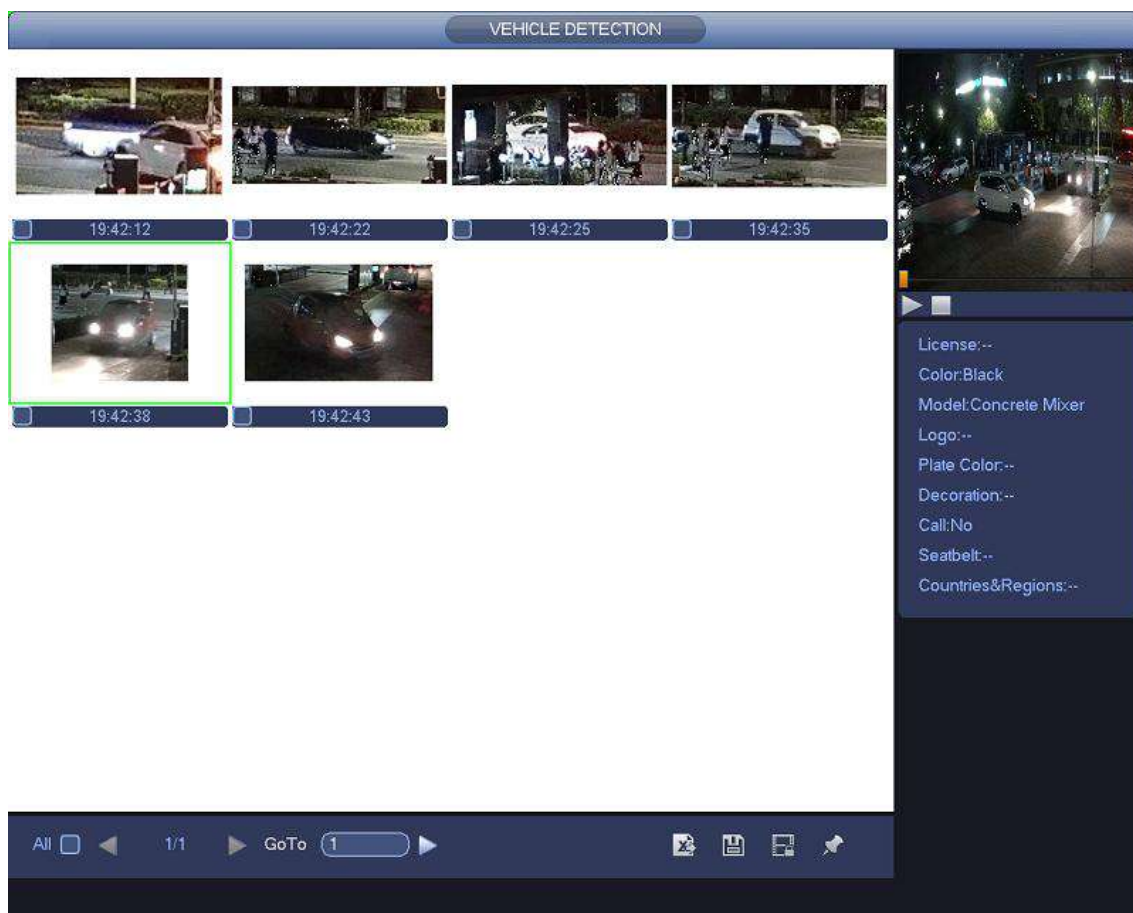 VEHICLE DETECTION
19:42:12
19:42:22
19:42:25
19:42:35
19:42:38
19:42:43
License:--
Color:Black
Model:Concrete Mixer
Logo:--
Plate Color:--
Decoration:--
Call:No
Seatbelt:--
Countries&Regions:--
All 1/1 GoTo 1